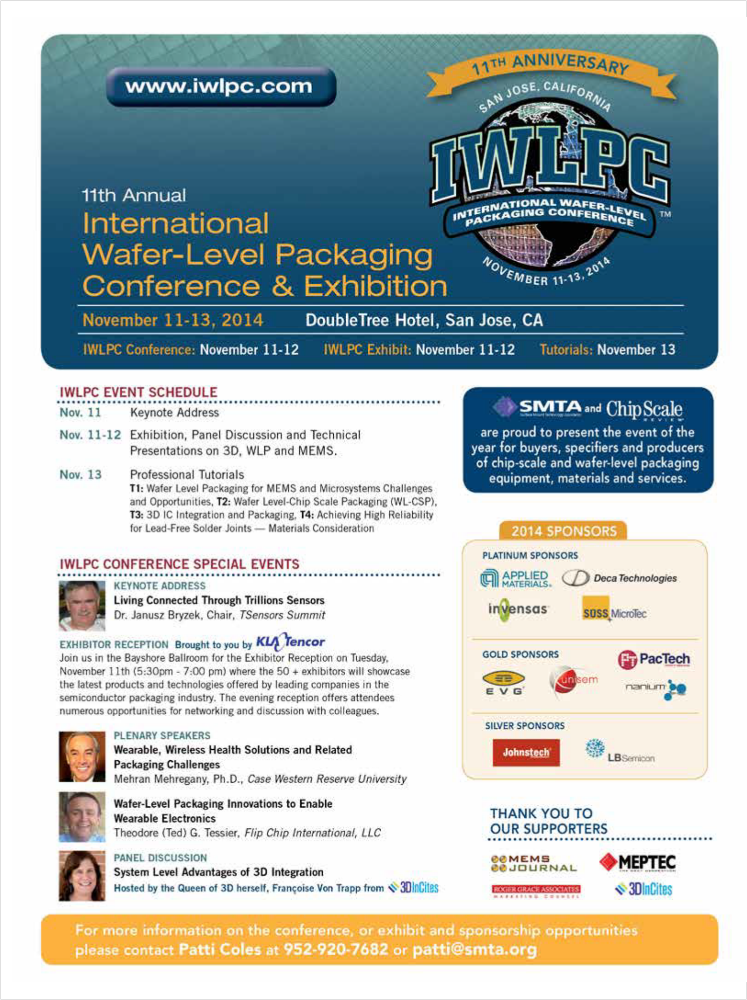 www.iwlpc.com
11TH ANNIVERSARY
SAN JOSE, CALIFORNIA
IWLPC
INTERNATIONAL WAFER-LEVEL
PACKAGING CONFERENCE
TM
NOVEMBER 11-13, 2014
11th Annual
International
Wafer-Level Packaging
Conference & Exhibition
November 11-13, 2014 DoubleTree Hotel, San Jose, CA
IWLPC Conference: November 11-12 IWLPC Exhibit: November 11-12 Tutorials: November 13
IWLPC EVENT SCHEDULE
Nov. 11 Keynote Address
Nov. 11-12 Exhibition, Panel Discussion and Technical
Presentations on 3D, WLP and MEMS.
Nov. 13 Professional Tutorials
T1: Wafer Level Packaging for MEMS and Microsystems Challenges
and Opportunities, T2: Wafer Level-Chip Scale Packaging (WL-CSP),
T3: 3D IC Integration and Packaging, T4: Achieving High Reliability
for Lead-Free Solder Joints — Materials Consideration
IWLPC CONFERENCE SPECIAL EVENTS
KEYNOTE ADDRESS
Living Connected Through Trillions Sensors
Dr. Janusz Bryzek, Chair, TSensors Summit
EXHIBITOR RECEPTION Brought to you by KLA Tencor
Join us in the Bayshore Ballroom for the Exhibitor Reception on Tuesday,
November 11th (5:30pm - 7:00 pm) where the 50 + exhibitors will showcase
the latest products and technologies offered by leading companies in the
semiconductor packaging industry. The evening reception offers attendees
numerous opportunities for networking and discussion with colleagues.
PLENARY SPEAKERS
Wearable, Wireless Health Solutions and Related
Packaging Challenges
Mehran Mehregany, Ph.D., Case Western Reserve University
Wafer-Level Packaging Innovations to Enable
Wearable Electronics
Theodore (Ted) G. Tessier, Flip Chip International, LLC
PANEL DISCUSSION
System Level Advantages of 3D Integration
Hosted by the Queen of 3D herself, Françoise Von Trapp from 3DInCites
SMTA and Chip Scale
REVIEW
are proud to present the event of the
year for buyers, specifiers and producers
of chip-scale and wafer-level packaging
equipment, materials and services.
2014 SPONSORS
PLATINUM SPONSORS
APPLIED
MATERIALS.
Deca Technologies
invensas
SUSS MicroTec
GOLD SPONSORS
PT PacTech
EVG
unisem
nanium
SILVER SPONSORS
Johnstech
LB Semicon
THANK YOU TO
OUR SUPPORTERS
MEMS
JOURNAL
MEPTEC
ROGER GRACE ASSOCIATES
MARKETING COUNSEL
3DInCites
For more information on the conference, or exhibit and sponsorship opportunities
please contact Patti Coles at 952-920-7682 or patti@smta.org